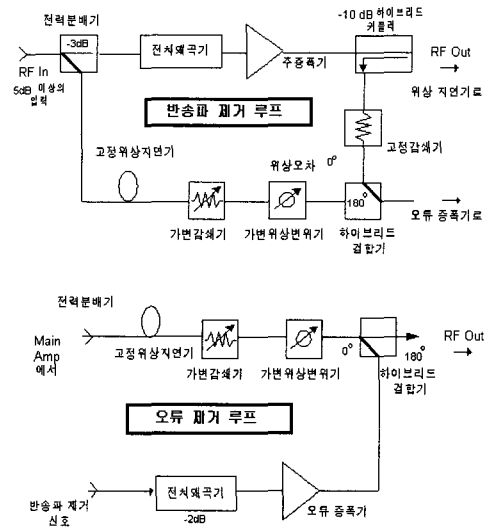 전력분배기
-10 dB 하이브리드
커플러
-3dB
전치왜곡기
RF In
5dB 이상의
입력
주증폭기
RF Out
위상 지연기로
반송파 제거 루프
고정감쇄기
고정위상지연기
위상오차 0°
180°
가변감쇄기
가변위상변위기
하이브리드
결합기
오류 증폭기로
전력분배기
Main
Amp
에서
고정위상지연기
가변감쇄기
가변위상변위기
0°
180°
하이브리드
결합기
RF Out
오류 제거 루프
반송파 제거
신호
전치왜곡기
-2dB
오류 증폭기